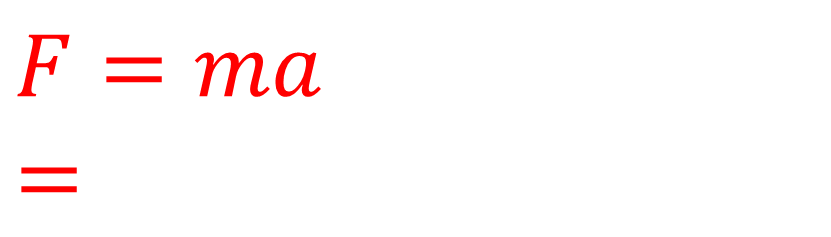 F = ma
=